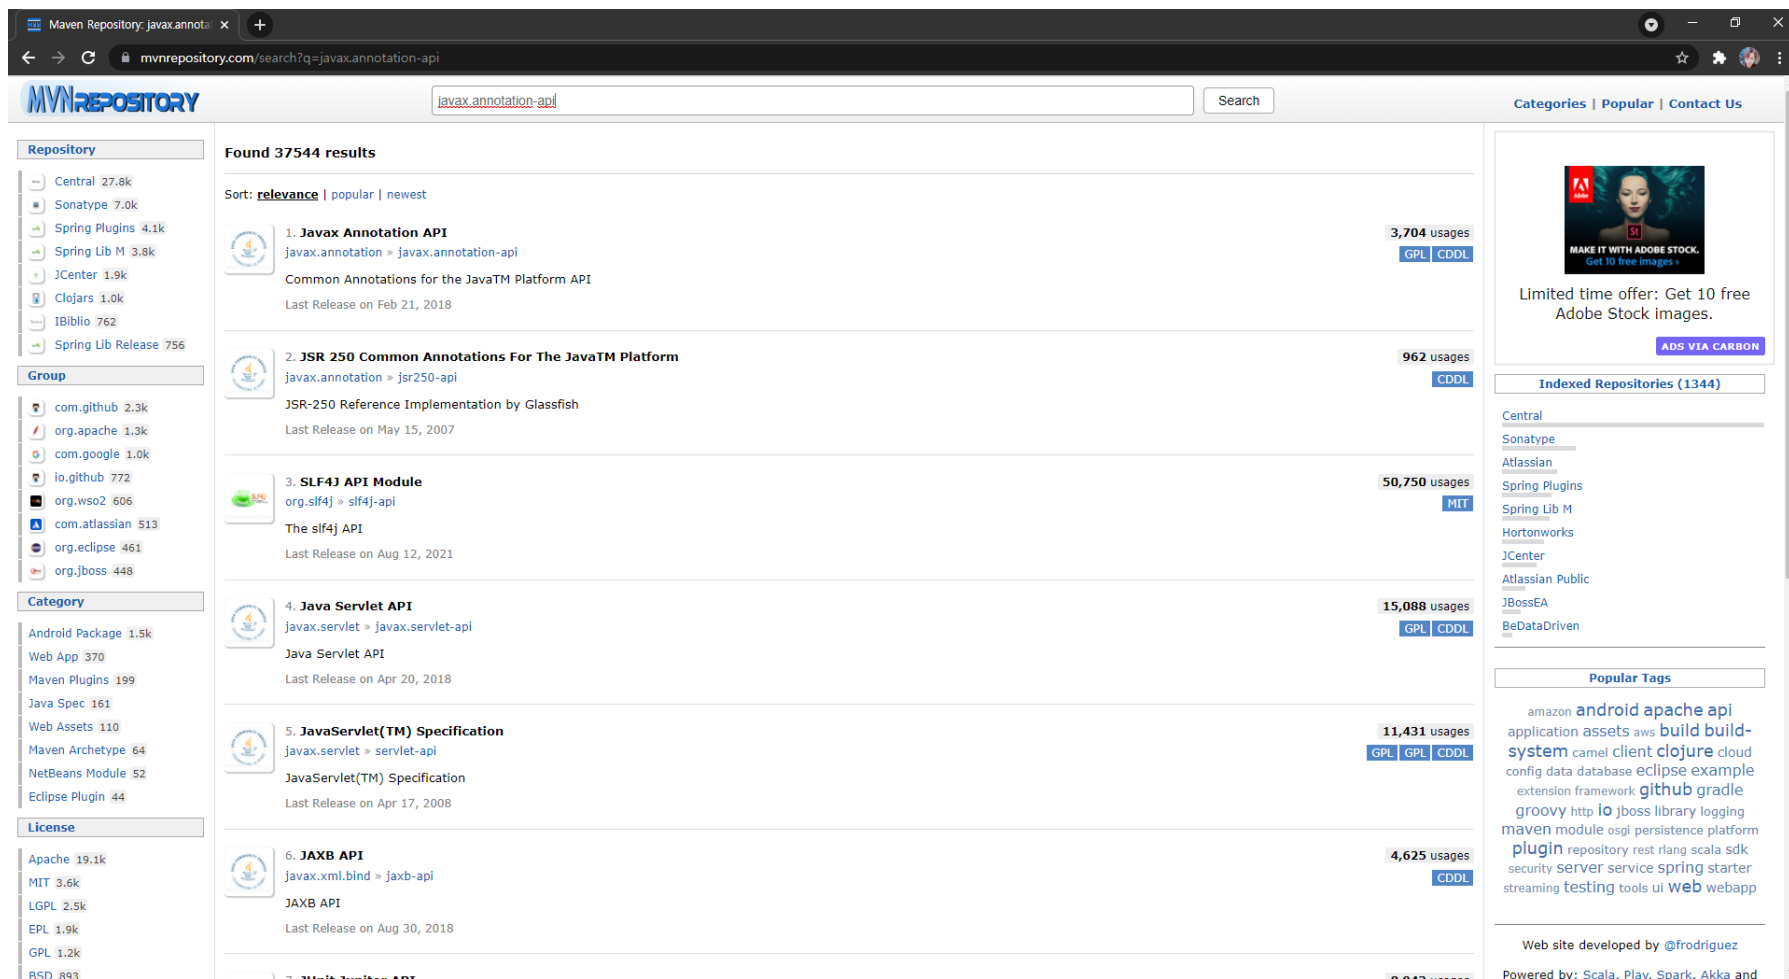 Maven Repository: javax.annota
mvnrepository.com/search?q=javax.annotation-api
MVNREPOSITORY
javax.annotation-api
Search
Categories | Popular | Contact Us
Repository
Central 27.8k
Sonatype 7.0k
Spring Plugins 4.1k
Spring Lib M 3.8k
JCenter 1.9k
Clojars 1.0k
IBiblio 762
Spring Lib Release 756
Group
com.github 2.3k
org.apache 1.3k
com.google 1.0k
io.github 772
org.wso2 606
com.atlassian 513
org.eclipse 461
org.jboss 448
Category
Android Package 1.5k
Web App 370
Maven Plugins 199
Java Spec 161
Web Assets 110
Maven Archetype 64
NetBeans Module 52
Eclipse Plugin 44
License
Apache 19.1k
MIT 3.6k
LGPL 2.5k
EPL 1.9k
GPL 1.2k
BSD 893
Found 37544 results
Sort: relevance | popular | newest
1. Javax Annotation API
3,704 usages
javax.annotation » javax.annotation-api
GPL CDDL
Common Annotations for the JavaTM Platform API
Last Release on Feb 21, 2018
2. JSR 250 Common Annotations For The JavaTM Platform
962 usages
javax.annotation » jsr250-api
CDDL
JSR-250 Reference Implementation by Glassfish
Last Release on May 15, 2007
3. SLF4J API Module
50,750 usages
org.slf4j » slf4j-api
MIT
The slf4j API
Last Release on Aug 12, 2021
4. Java Servlet API
15,088 usages
javax.servlet » javax.servlet-api
GPL CDDL
Java Servlet API
Last Release on Apr 20, 2018
5. JavaServlet(TM) Specification
11,431 usages
javax.servlet » servlet-api
GPL GPL CDDL
JavaServlet(TM) Specification
Last Release on Apr 17, 2008
6. JAXB API
4,625 usages
javax.xml.bind » jaxb-api
CDDL
JAXB API
Last Release on Aug 30, 2018
7. JUnit Jupiter API
Adobe
St
MAKE IT WITH ADOBE STOCK.
Get 10 free images ›
Limited time offer: Get 10 free
Adobe Stock images.
ADS VIA CARBON
Indexed Repositories (1344)
Central
Sonatype
Atlassian
Spring Plugins
Spring Lib M
Hortonworks
JCenter
Atlassian Public
JBossEA
BeDataDriven
Popular Tags
amazon android apache api
application assets aws build build-
system camel client clojure cloud
config data database eclipse example
extension framework github gradle
groovy http io jboss library logging
maven module osgi persistence platform
plugin repository rest rlang scala sdk
security server service spring starter
streaming testing tools ui web webapp
Web site developed by @frodriguez
Powered by: Scala, Play, Spark, Akka and